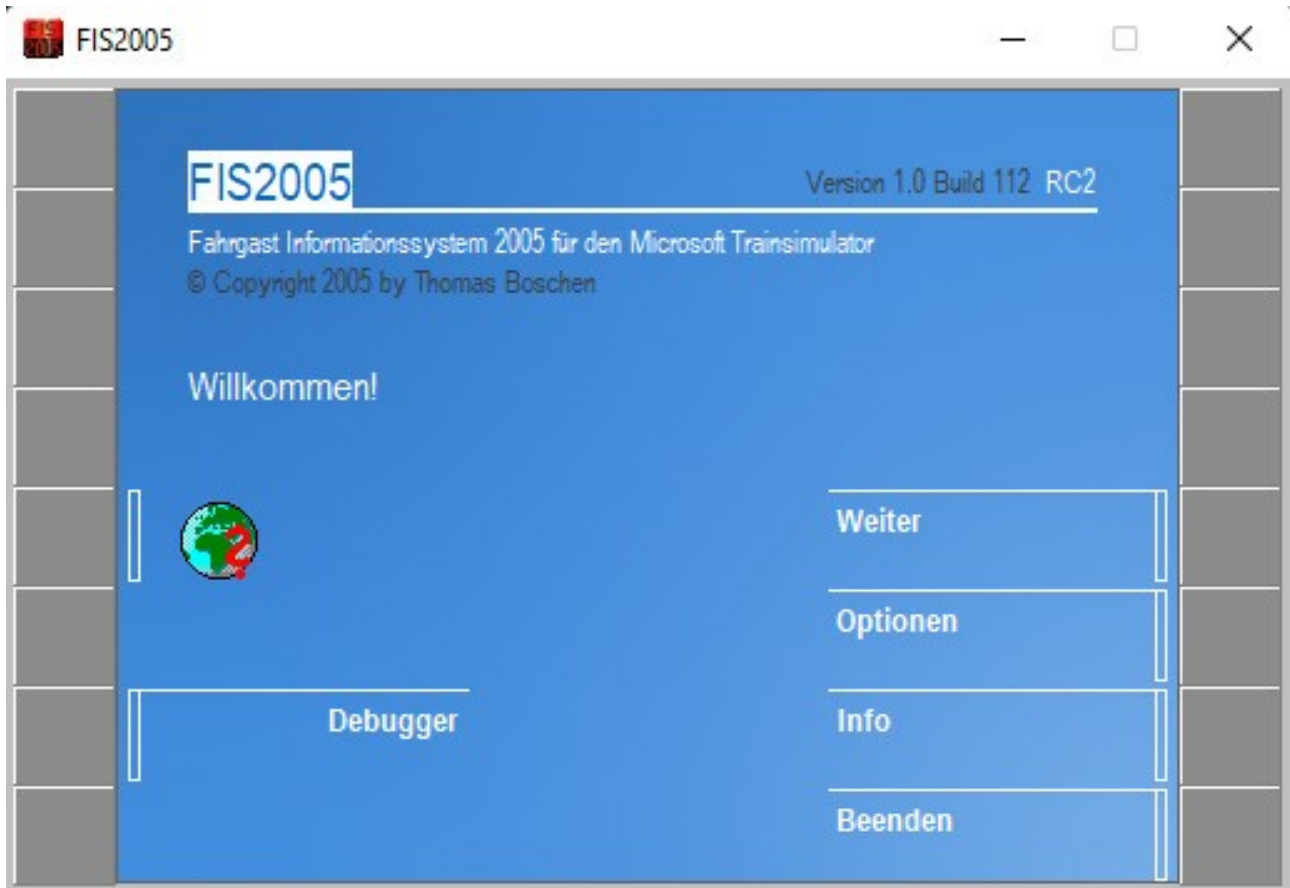 FIS2005
FIS2005
Version 1.0 Build 112 RC2
Fahrgast Informationssystem 2005 für den Microsoft Trainsimulator
© Copyright 2005 by Thomas Boschen
Willkommen!
Weiter
Optionen
Debugger
Info
Beenden